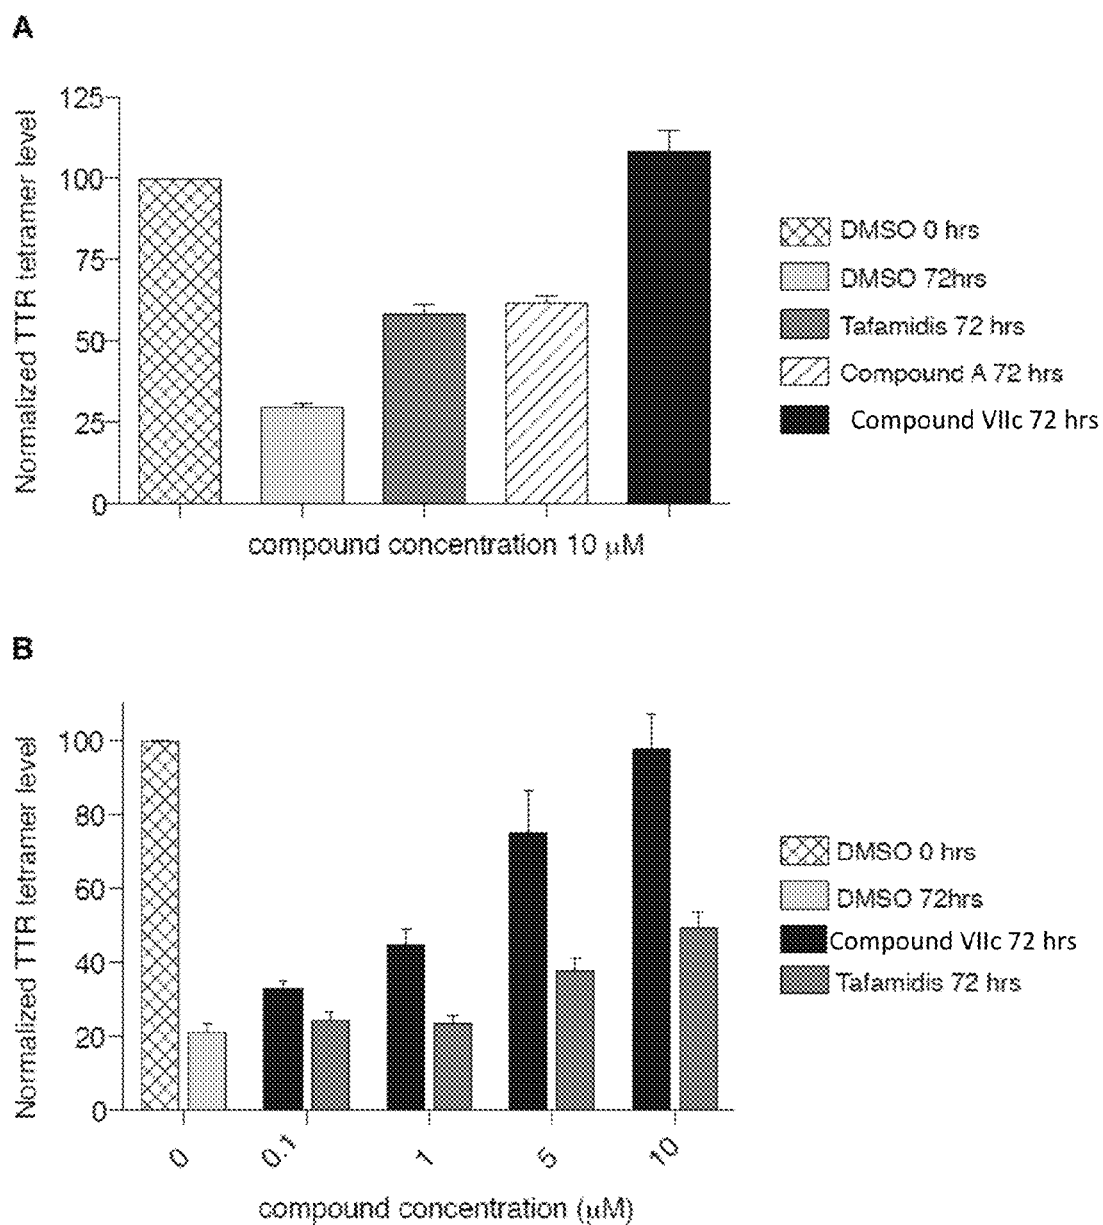 A
Normalized TTR tetramer level
125
100
75
50
25
0
compound concentration 10 µM
DMSO 0 hrs
DMSO 72hrs
Tafamidis 72 hrs
Compound A 72 hrs
Compound VIIc 72 hrs
B
Normalized TTR tetramer level
100
80
60
40
20
0
0
0.1
1
5
10
compound concentration (µM)
DMSO 0 hrs
DMSO 72hrs
Compound VIIc 72 hrs
Tafamidis 72 hrs